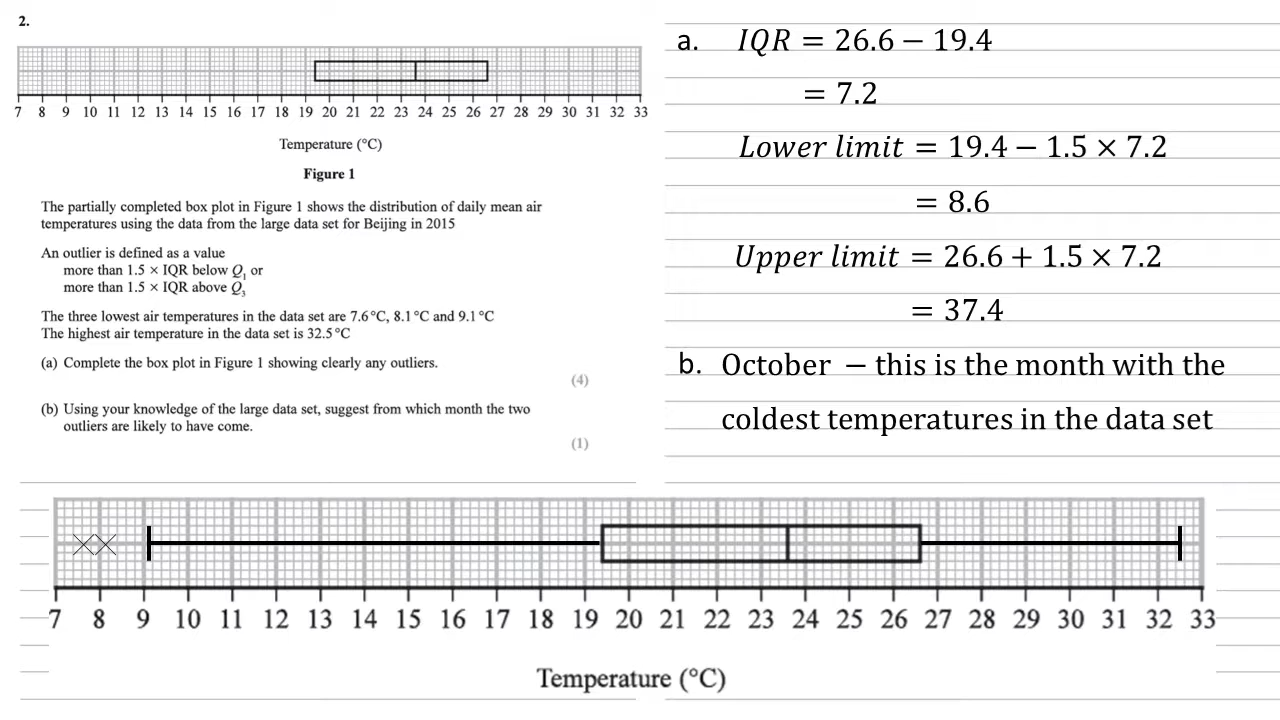 2.
7 8 9 10 11 12 13 14 15 16 17 18 19 20 21 22 23 24 25 26 27 28 29 30 31 32 33
Temperature (°C)
Figure 1
The partially completed box plot in Figure 1 shows the distribution of daily mean air
temperatures using the data from the large data set for Beijing in 2015
An outlier is defined as a value
more than 1.5 × IQR below Q₁ or
more than 1.5 × IQR above Q₃
The three lowest air temperatures in the data set are 7.6 °C, 8.1 °C and 9.1 °C
The highest air temperature in the data set is 32.5 °C
(a) Complete the box plot in Figure 1 showing clearly any outliers.
(4)
(b) Using your knowledge of the large data set, suggest from which month the two
outliers are likely to have come.
(1)
a. IQR = 26.6 − 19.4
= 7.2
Lower limit = 19.4 − 1.5 × 7.2
= 8.6
Upper limit = 26.6 + 1.5 × 7.2
= 37.4
b. October − this is the month with the
coldest temperatures in the data set
7 8 9 10 11 12 13 14 15 16 17 18 19 20 21 22 23 24 25 26 27 28 29 30 31 32 33
Temperature (°C)